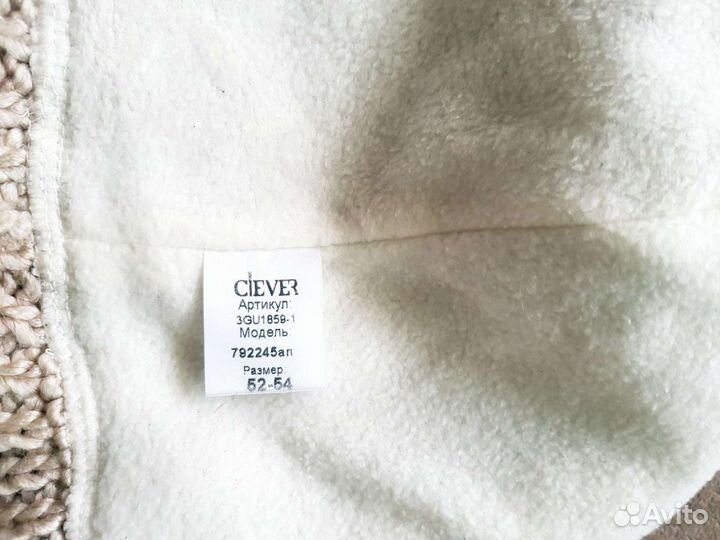 ClEVER
Артикул:
3GU1859-1
Модель:
792245ап
Размер:
52-54
Avito